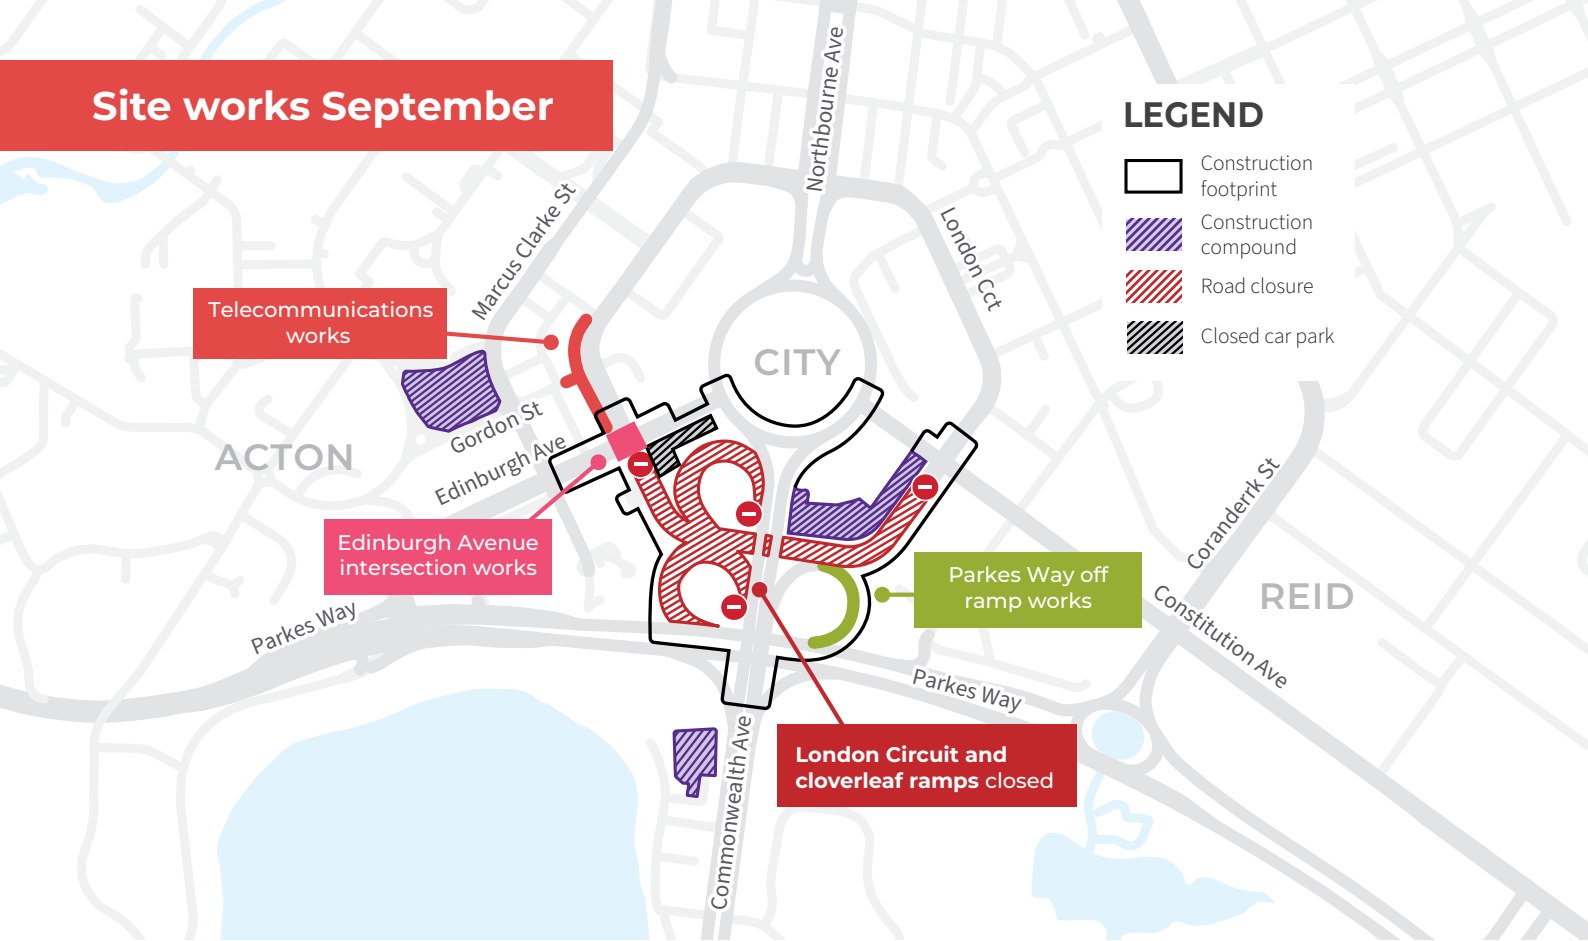 Site works September
LEGEND
Construction
footprint
Construction
compound
Road closure
Closed car park
Northbourne Ave
Marcus Clarke St
London Cct
Telecommunications
works
CITY
ACTON
Gordon St
Edinburgh Ave
Edinburgh Avenue
intersection works
Parkes Way
Parkes Way off
ramp works
Coranderrk St
REID
Constitution Ave
Parkes Way
London Circuit and
cloverleaf ramps closed
Commonwealth Ave